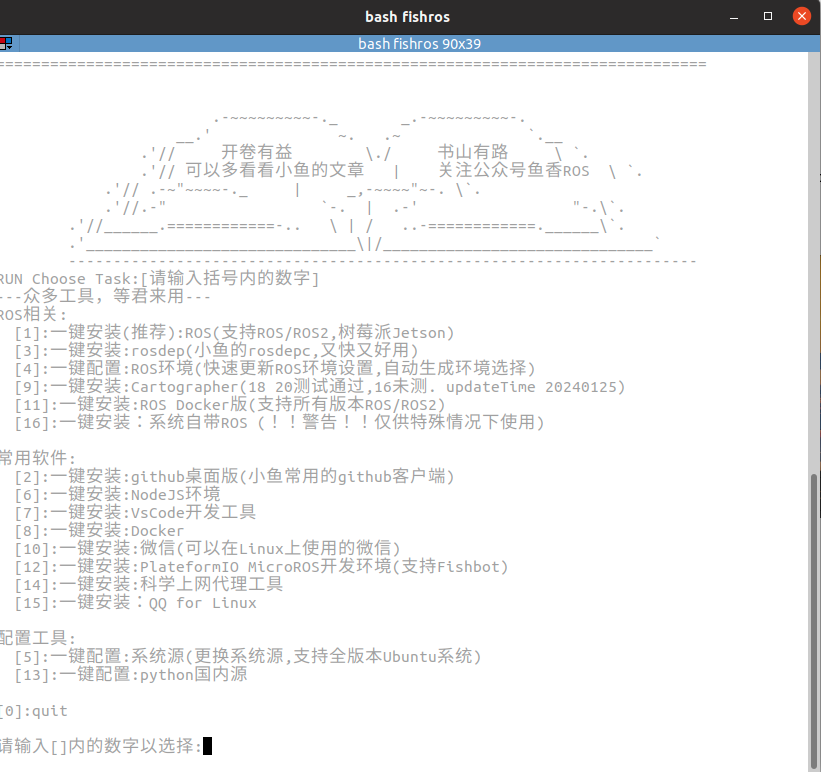 bash fishros
bash fishros 90x39
===============================================================================
.-~~~~~~~~~-._       _.-~~~~~~~~~-.
__.'              ~.   .~              `.__
.'//     开卷有益        \./     书山有路     \ `.
.'// 可以多看看小鱼的文章   |    关注公众号鱼香ROS  \ `.
.'// .-~"~~~~-._     |     _,-~~~~"~-. \`.
.'//.-"                 `-.  |  .-'                 "-.\`.
.'//______.============-..   \ | /   ..-============.______\`.
.'______________________________\|/______________________________`
----------------------------------------------------------------------
RUN Choose Task:[请输入括号内的数字]
---众多工具，等君来用---
ROS相关:
[1]:一键安装(推荐):ROS(支持ROS/ROS2,树莓派Jetson)
[3]:一键安装:rosdep(小鱼的rosdepc,又快又好用)
[4]:一键配置:ROS环境(快速更新ROS环境设置,自动生成环境选择)
[9]:一键安装:Cartographer(18 20测试通过,16未测. updateTime 20240125)
[11]:一键安装:ROS Docker版(支持所有版本ROS/ROS2)
[16]:一键安装：系统自带ROS (！！警告！！仅供特殊情况下使用)
常用软件:
[2]:一键安装:github桌面版(小鱼常用的github客户端)
[6]:一键安装:NodeJS环境
[7]:一键安装:VsCode开发工具
[8]:一键安装:Docker
[10]:一键安装:微信(可以在Linux上使用的微信)
[12]:一键安装:PlateformIO MicroROS开发环境(支持Fishbot)
[14]:一键安装:科学上网代理工具
[15]:一键安装：QQ for Linux
配置工具:
[5]:一键配置:系统源(更换系统源,支持全版本Ubuntu系统)
[13]:一键配置:python国内源
[0]:quit
请输入[]内的数字以选择: